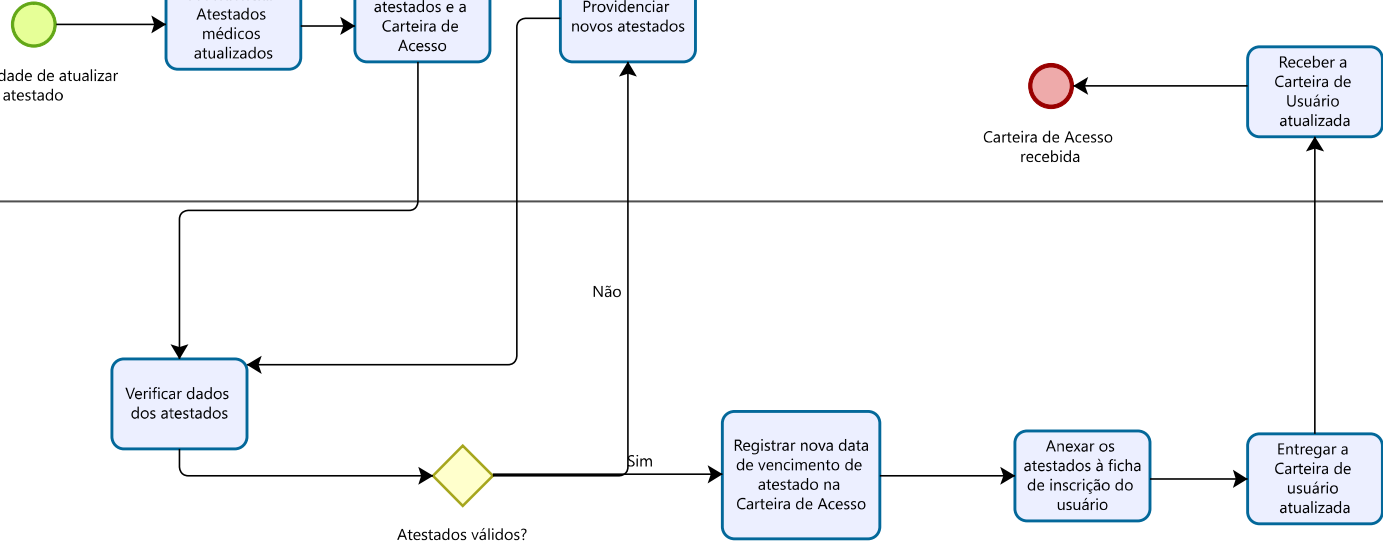 Atestados
médicos
atualizados
atestados e a
Carteira de
Acesso
Providenciar
novos atestados
dade de atualizar
atestado
Receber a
Carteira de
Usuário
atualizada
Carteira de Acesso
recebida
Não
Verificar dados
dos atestados
Atestados válidos?
Sim
Registrar nova data
de vencimento de
atestado na
Carteira de Acesso
Anexar os
atestados à ficha
de inscrição do
usuário
Entregar a
Carteira de
usuário
atualizada